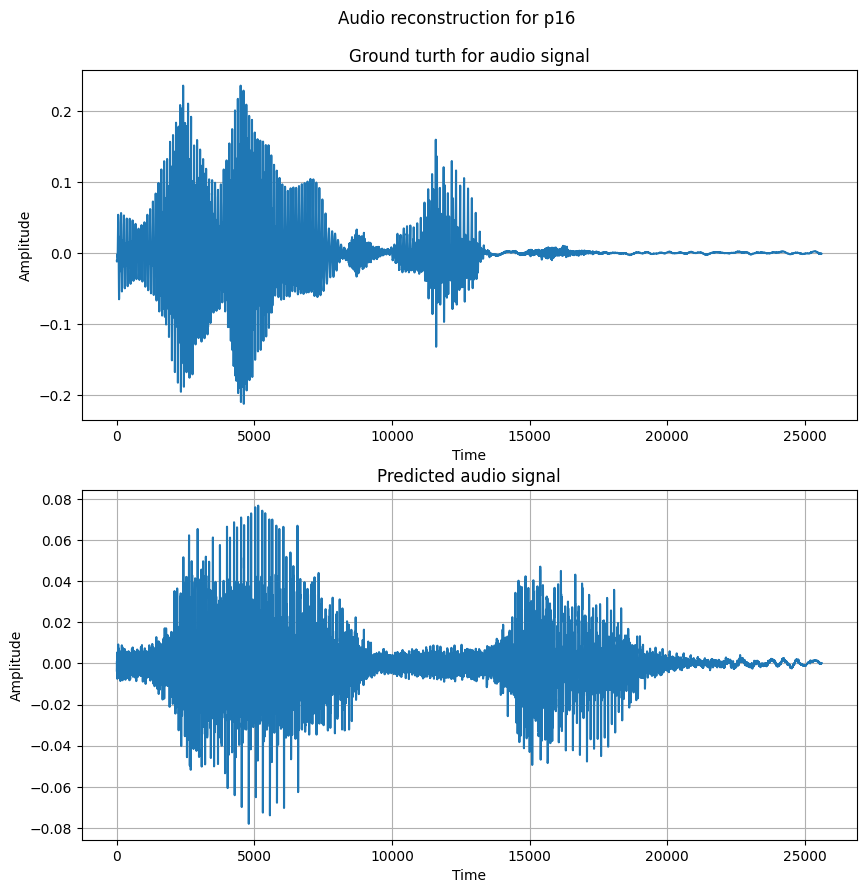 Audio reconstruction for p16
Ground turth for audio signal
0.2
0.1
0.0
−0.1
−0.2
Amplitude
0 5000 10000 15000 20000 25000
Time
Predicted audio signal
0.08
0.06
0.04
0.02
0.00
−0.02
−0.04
−0.06
−0.08
Amplitude
0 5000 10000 15000 20000 25000
Time